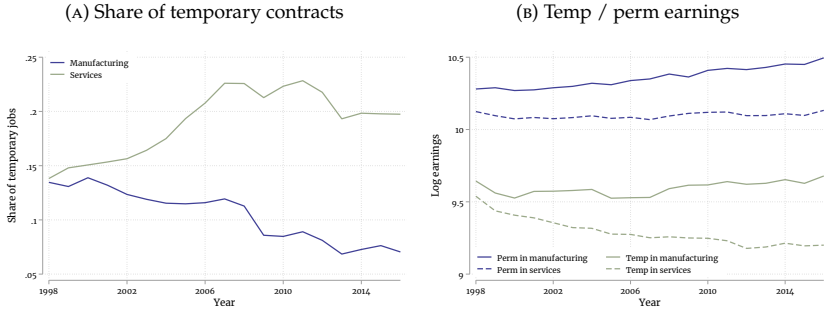 (A) Share of temporary contracts
.25
.2
.15
.1
.05
Share of temporary jobs
Manufacturing
Services
1998
2002
2006
2010
2014
Year
(B) Temp / perm earnings
10.5
10
9.5
9
Log earnings
Perm in manufacturing
Temp in manufacturing
Perm in services
Temp in services
1998
2002
2006
2010
2014
Year